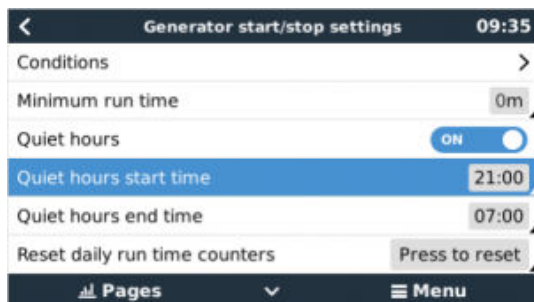 Generator start/stop settings 09:35
Conditions
Minimum run time 0m
Quiet hours ON
Quiet hours start time 21:00
Quiet hours end time 07:00
Reset daily run time counters Press to reset
Pages Menu